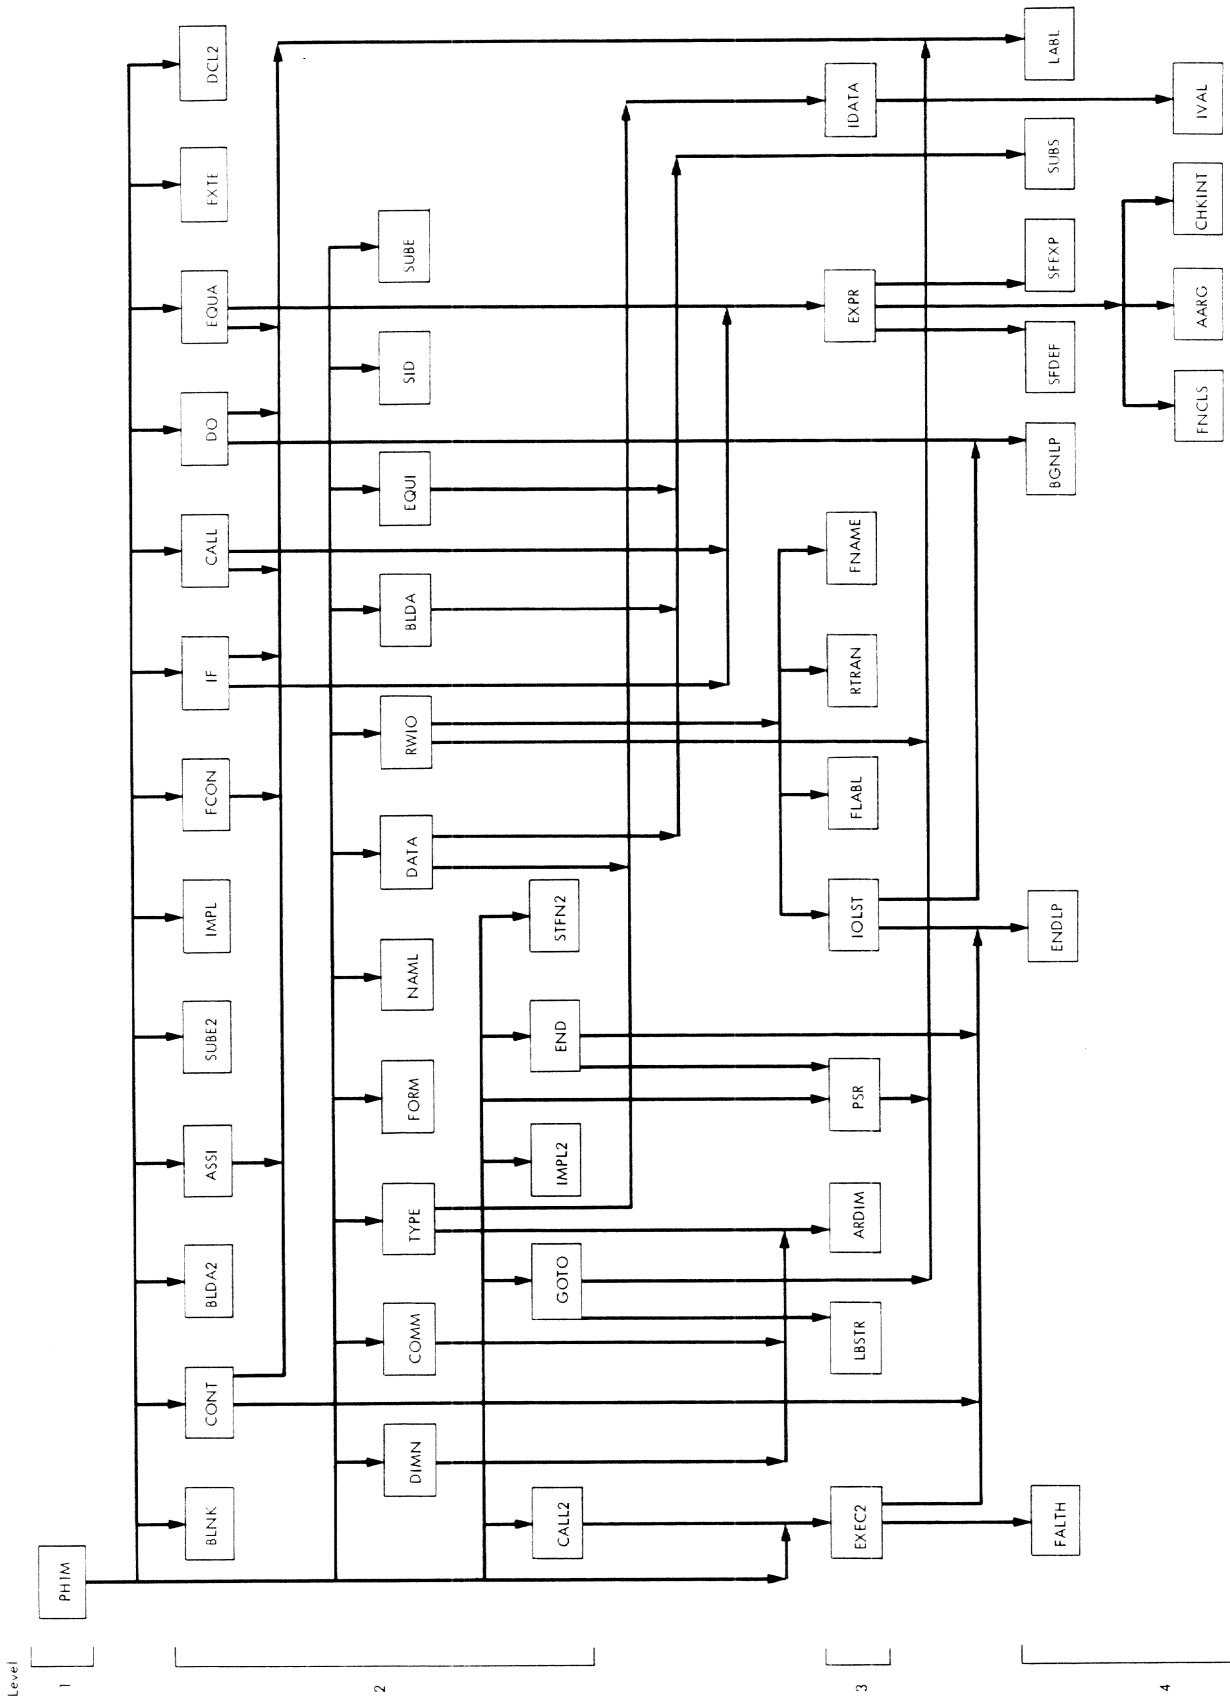 Level
1
PHIM
2
BLNK
CONT
BLDA2
ASSI
SUBE2
IMPL
FCON
IF
CALL
DO
EQUA
EXTE
DCL2
DIMN
COMM
TYPE
FORM
NAML
DATA
RWIO
BLDA
EQUI
SID
SUBE
CALL2
GOTO
IMPL2
END
STFN2
3
EXEC2
LBSTR
ARDIM
PSR
IOLST
FLABL
RTRAN
FNAME
EXPR
IDATA
4
FALTH
ENDLP
BGNLP
SFDEF
SFEXP
SUBS
LABL
FNCLS
AARG
CHKINT
IVAL